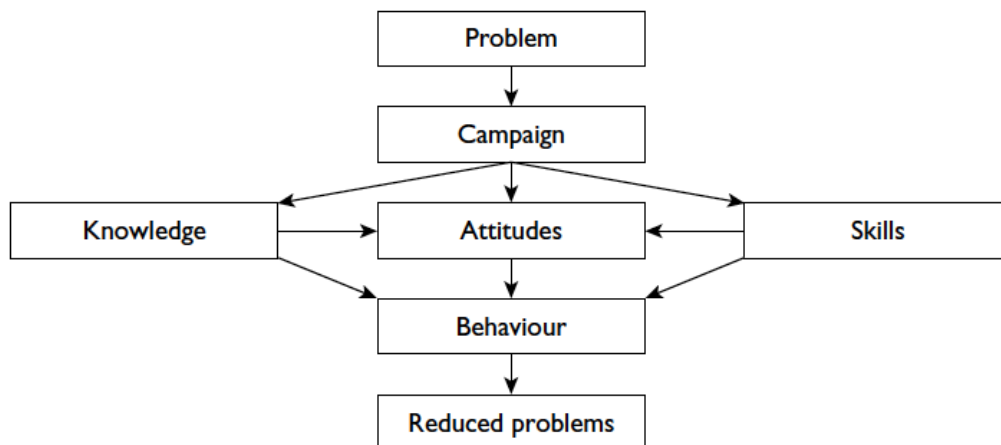 Problem
Campaign
Knowledge
Attitudes
Skills
Behaviour
Reduced problems